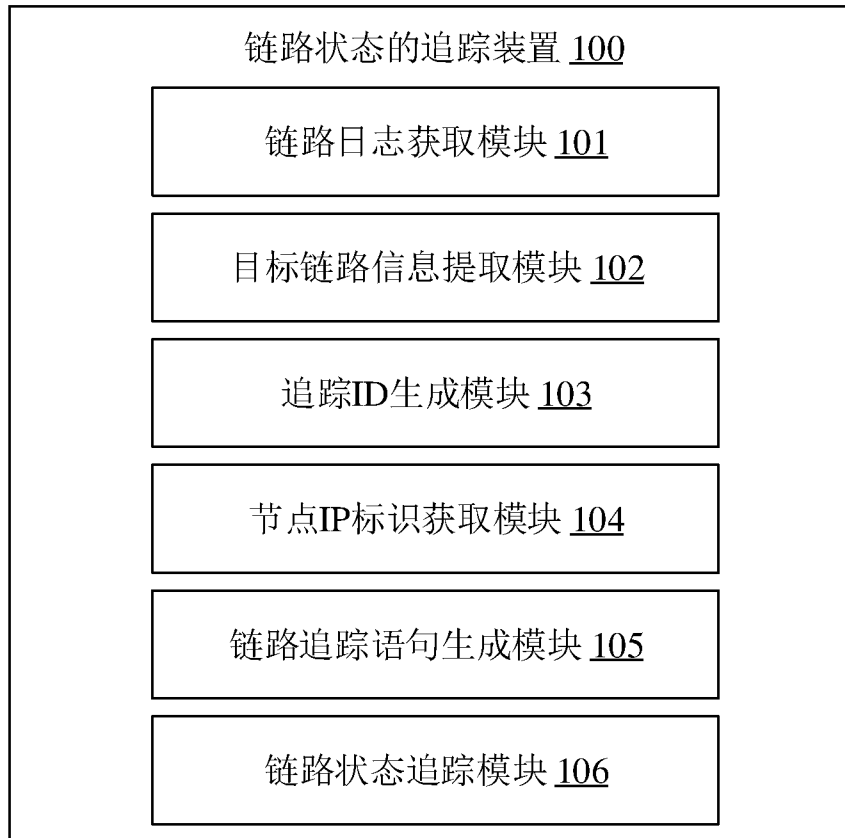 链路状态的追踪装置 100
链路日志获取模块 101
目标链路信息提取模块 102
追踪ID生成模块 103
节点IP标识获取模块 104
链路追踪语句生成模块 105
链路状态追踪模块 106